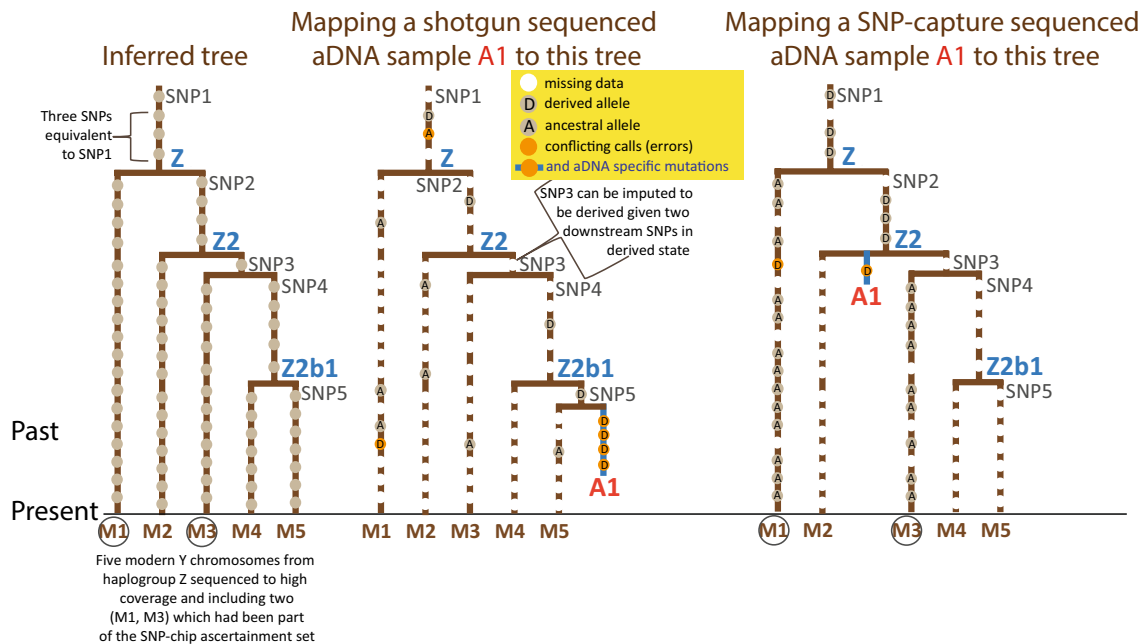 Inferred tree
SNP1
Three SNPs
equivalent
to SNP1
Z
SNP2
Z2
SNP3
SNP4
Z2b1
SNP5
Past
Present
M1
M2
M3
M4
M5
Five modern Y chromosomes from
haplogroup Z sequenced to high
coverage and including two
(M1, M3) which had been part
of the SNP-chip ascertainment set
Mapping a shotgun sequenced
aDNA sample A1 to this tree
SNP1
D
A
missing data
D derived allele
A ancestral allele
conflicting calls (errors)
and aDNA specific mutations
Z
SNP2
D
A
SNP3 can be imputed to
be derived given two
downstream SNPs in
derived state
Z2
SNP3
A
SNP4
D
Z2b1
A
A
D
SNP5
A
D
A
A
D
D
D
D
A1
M1
M2
M3
M4
M5
Mapping a SNP-capture sequenced
aDNA sample A1 to this tree
D
SNP1
D
D
Z
A
A
SNP2
D
D
D
A
D
Z2
D
D
SNP3
A1
A
A
A
A
A
A
A
SNP4
A
A
A
A
A
Z2b1
A
A
SNP5
A
A
A
A
A
A
A
M1
M2
M3
M4
M5